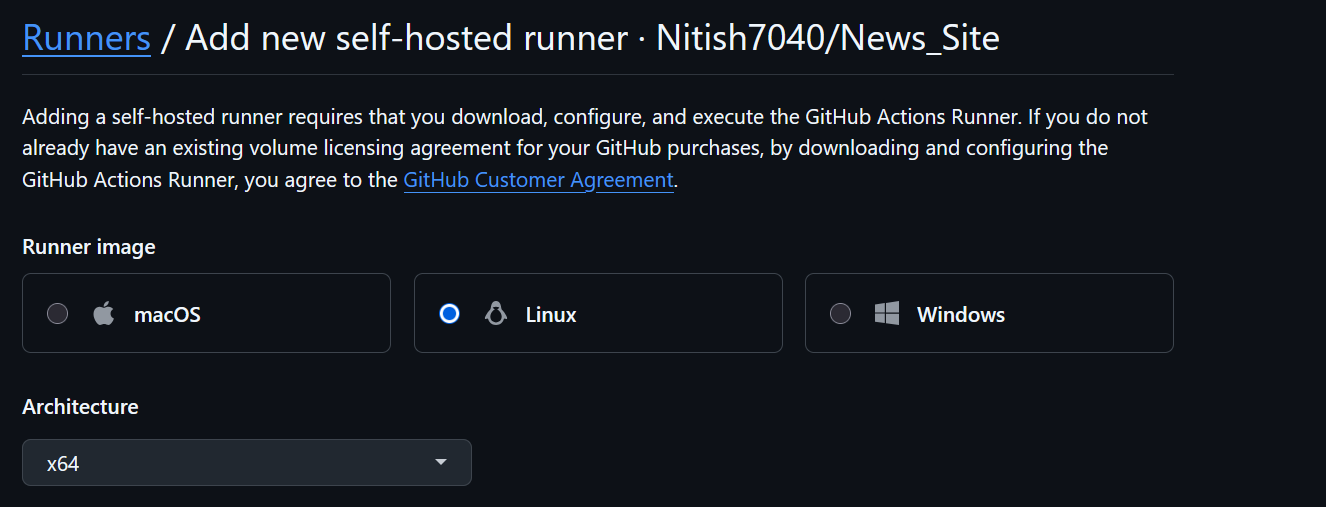 Runners / Add new self-hosted runner · Nitish7040/News_Site
Adding a self-hosted runner requires that you download, configure, and execute the GitHub Actions Runner. If you do not
already have an existing volume licensing agreement for your GitHub purchases, by downloading and configuring the
GitHub Actions Runner, you agree to the GitHub Customer Agreement.
Runner image
macOS
Linux
Windows
Architecture
x64